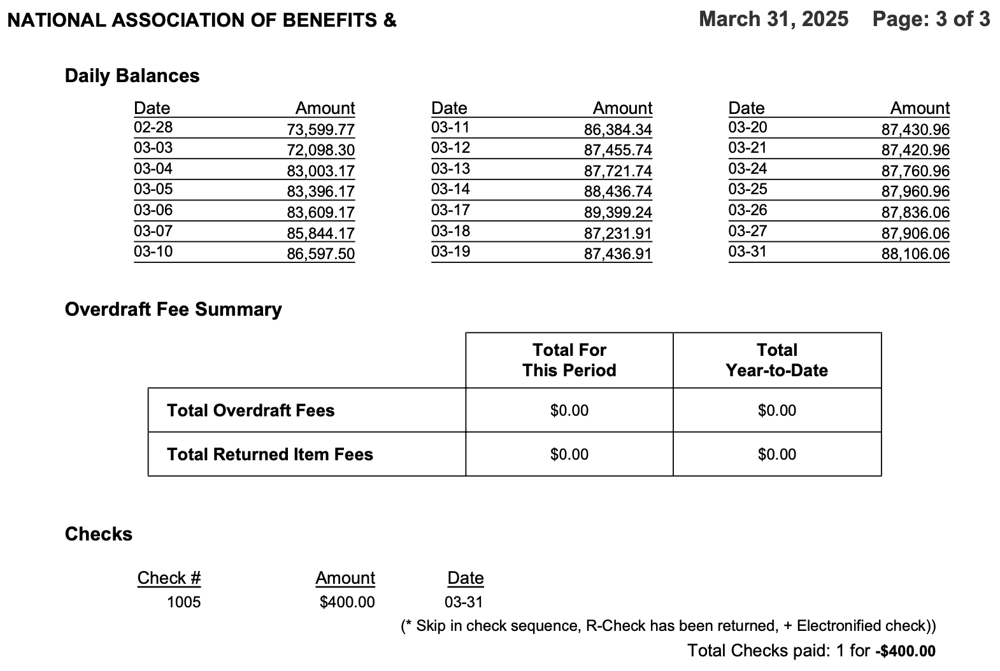 NATIONAL ASSOCIATION OF BENEFITS & March 31, 2025 Page: 3 of 3
Daily Balances
Date Amount Date Amount Date Amount
02-28 73,599.77 03-11 86,384.34 03-20 87,430.96
03-03 72,098.30 03-12 87,455.74 03-21 87,420.96
03-04 83,003.17 03-13 87,721.74 03-24 87,760.96
03-05 83,396.17 03-14 88,436.74 03-25 87,960.96
03-06 83,609.17 03-17 89,399.24 03-26 87,836.06
03-07 85,844.17 03-18 87,231.91 03-27 87,906.06
03-10 86,597.50 03-19 87,436.91 03-31 88,106.06
Overdraft Fee Summary
Total For Total
This Period Year-to-Date
Total Overdraft Fees $0.00 $0.00
Total Returned Item Fees $0.00 $0.00
Checks
Check # Amount Date
1005 $400.00 03-31
(* Skip in check sequence, R-Check has been returned, + Electronified check))
Total Checks paid: 1 for -$400.00